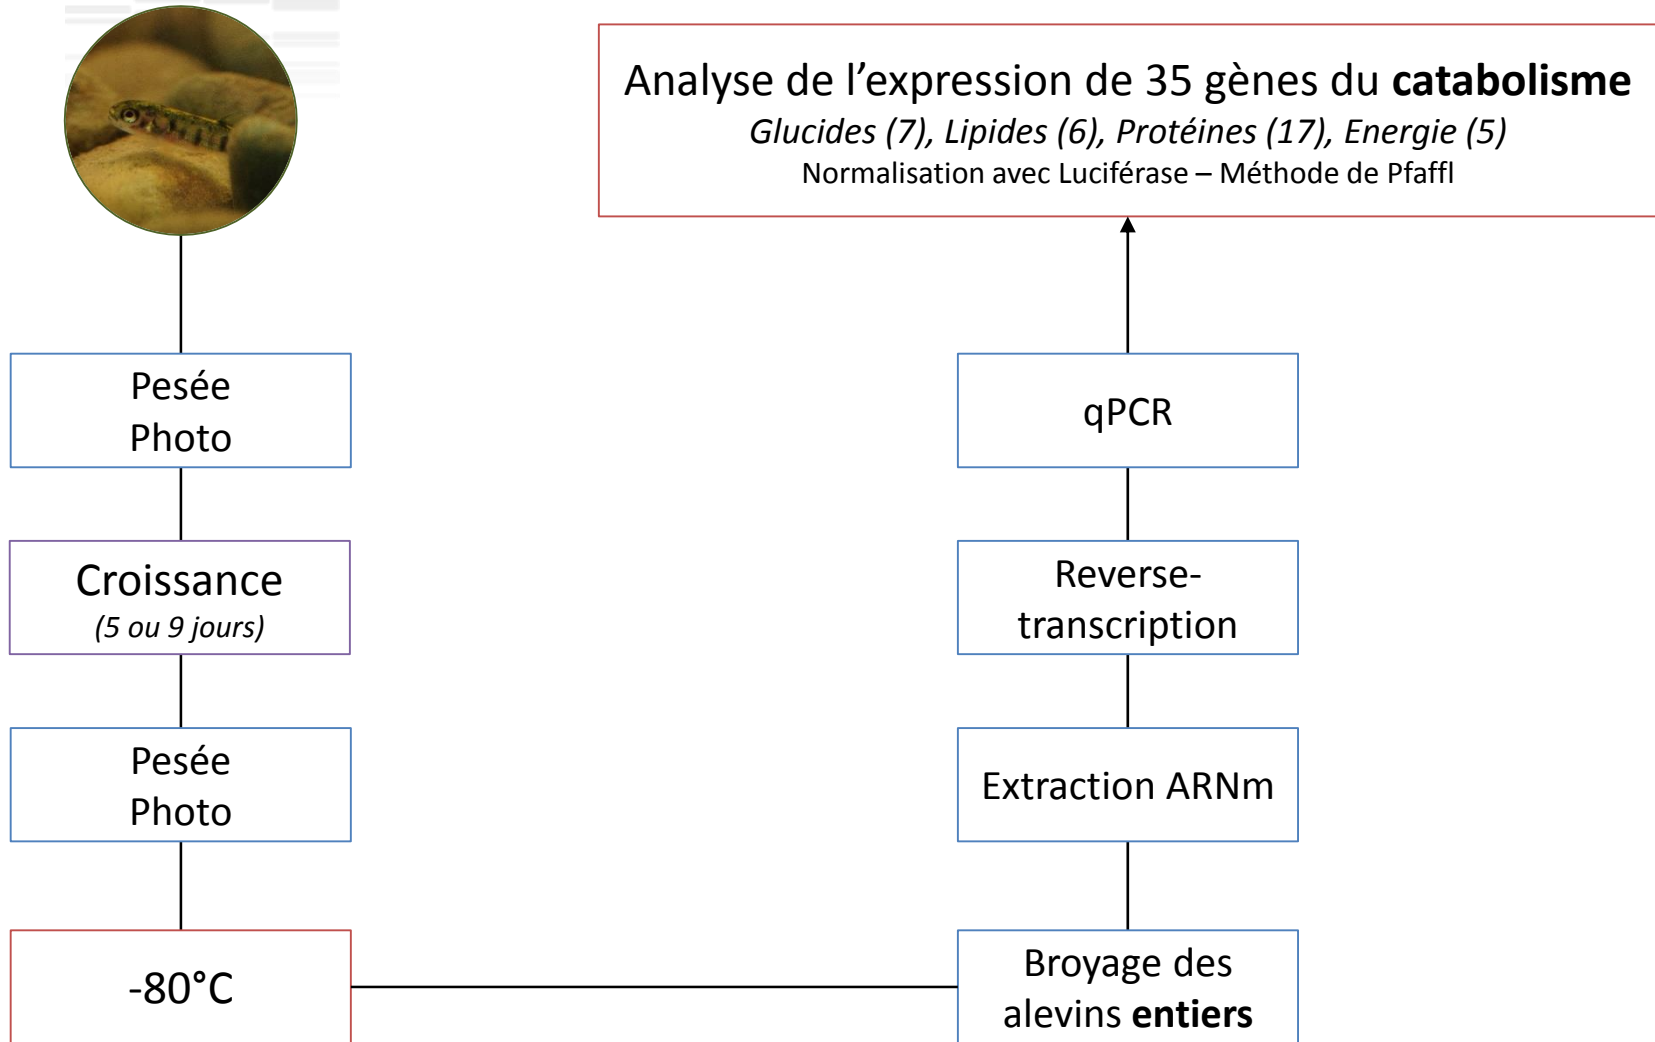 Analyse de l’expression de 35 gènes du catabolisme
Glucides (7), Lipides (6), Protéines (17), Energie (5)
Normalisation avec Luciférase – Méthode de Pfaffl
Pesée
Photo
Croissance
(5 ou 9 jours)
Pesée
Photo
-80°C
Broyage des
alevins entiers
Extraction ARNm
Reverse-
transcription
qPCR